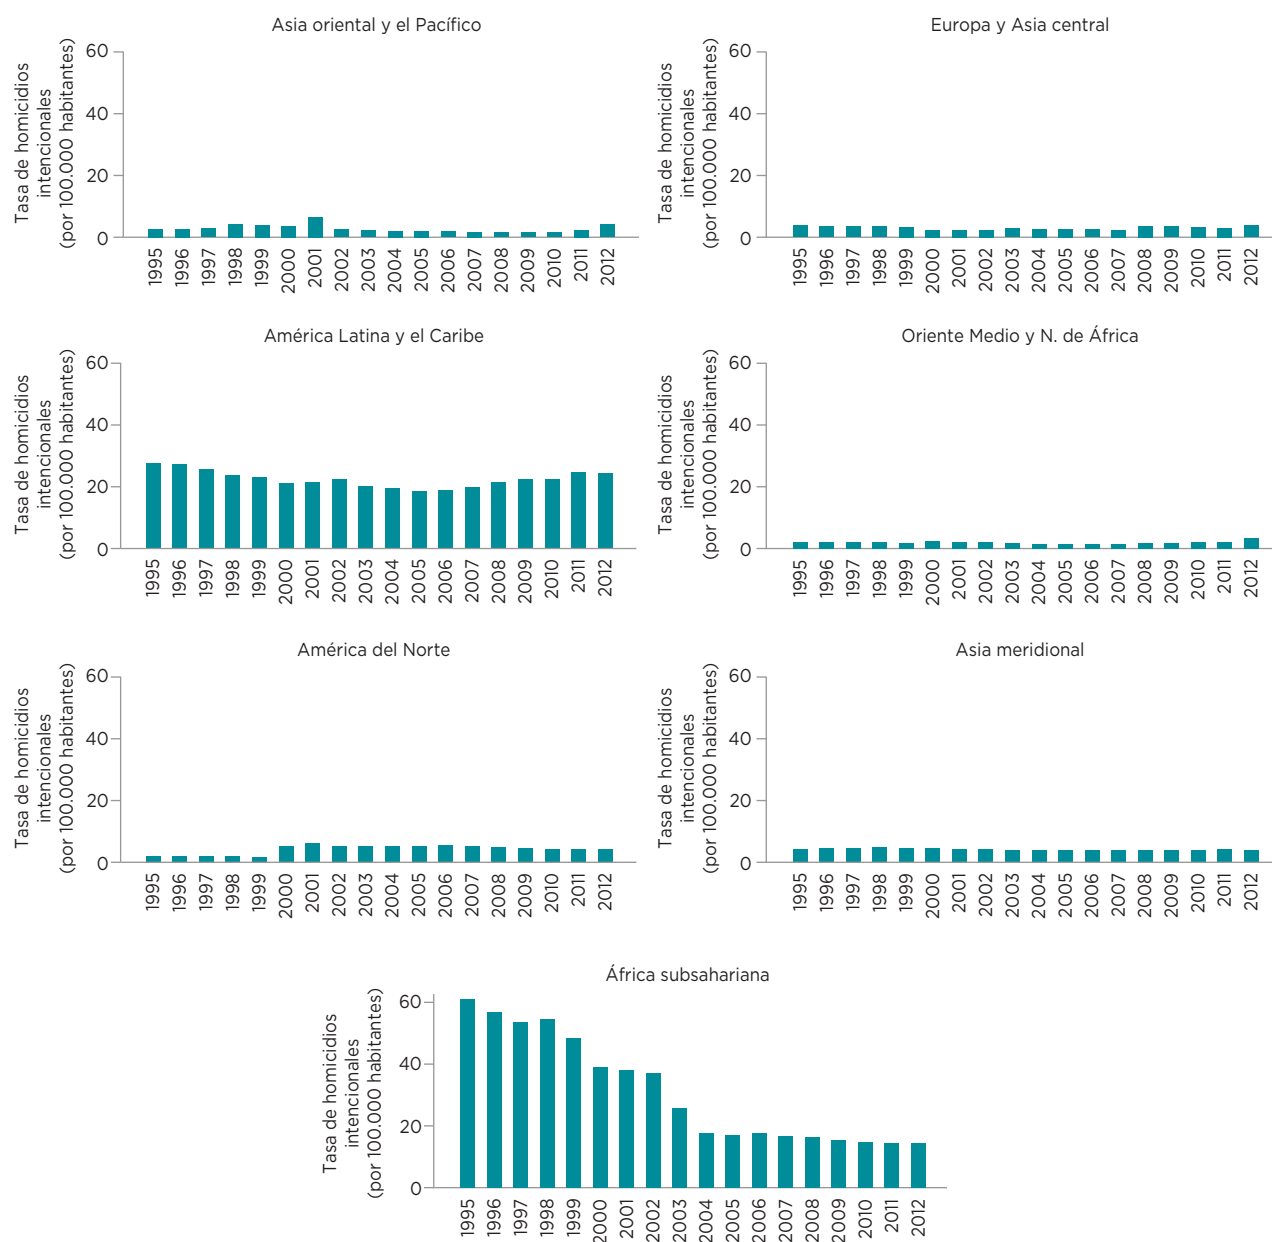 Asia oriental y el Pacífico
Tasa de homicidios
intencionales
(por 100.000 habitantes)
60
40
20
0
1995 1996 1997 1998 1999 2000 2001 2002 2003 2004 2005 2006 2007 2008 2009 2010 2011 2012
Europa y Asia central
Tasa de homicidios
intencionales
(por 100.000 habitantes)
60
40
20
0
1995 1996 1997 1998 1999 2000 2001 2002 2003 2004 2005 2006 2007 2008 2009 2010 2011 2012
América Latina y el Caribe
Tasa de homicidios
intencionales
(por 100.000 habitantes)
60
40
20
0
1995 1996 1997 1998 1999 2000 2001 2002 2003 2004 2005 2006 2007 2008 2009 2010 2011 2012
Oriente Medio y N. de África
Tasa de homicidios
intencionales
(por 100.000 habitantes)
60
40
20
0
1995 1996 1997 1998 1999 2000 2001 2002 2003 2004 2005 2006 2007 2008 2009 2010 2011 2012
América del Norte
Tasa de homicidios
intencionales
(por 100.000 habitantes)
60
40
20
0
1995 1996 1997 1998 1999 2000 2001 2002 2003 2004 2005 2006 2007 2008 2009 2010 2011 2012
Asia meridional
Tasa de homicidios
intencionales
(por 100.000 habitantes)
60
40
20
0
1995 1996 1997 1998 1999 2000 2001 2002 2003 2004 2005 2006 2007 2008 2009 2010 2011 2012
África subsahariana
Tasa de homicidios
intencionales
(por 100.000 habitantes)
60
40
20
0
1995 1996 1997 1998 1999 2000 2001 2002 2003 2004 2005 2006 2007 2008 2009 2010 2011 2012